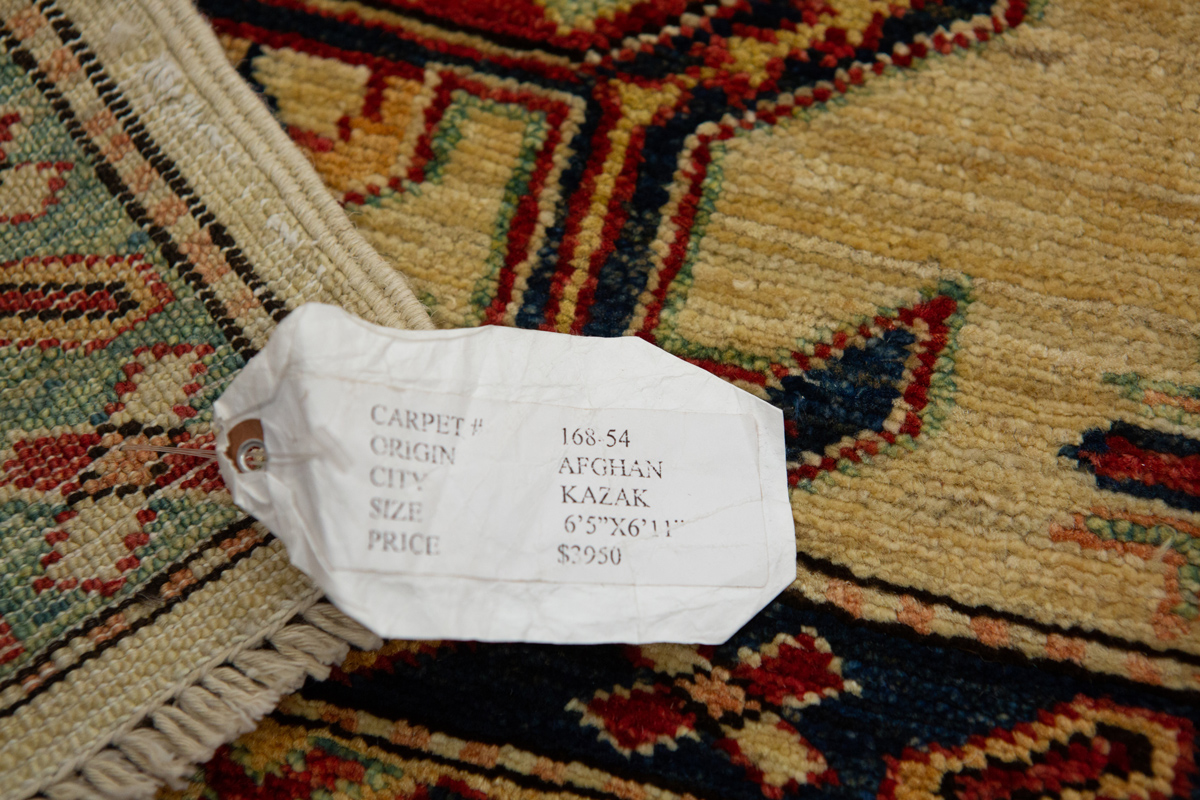 CARPET # 168-54
ORIGIN AFGHAN
CITY KAZAK
SIZE 6'5"X6'11"
PRICE $3950